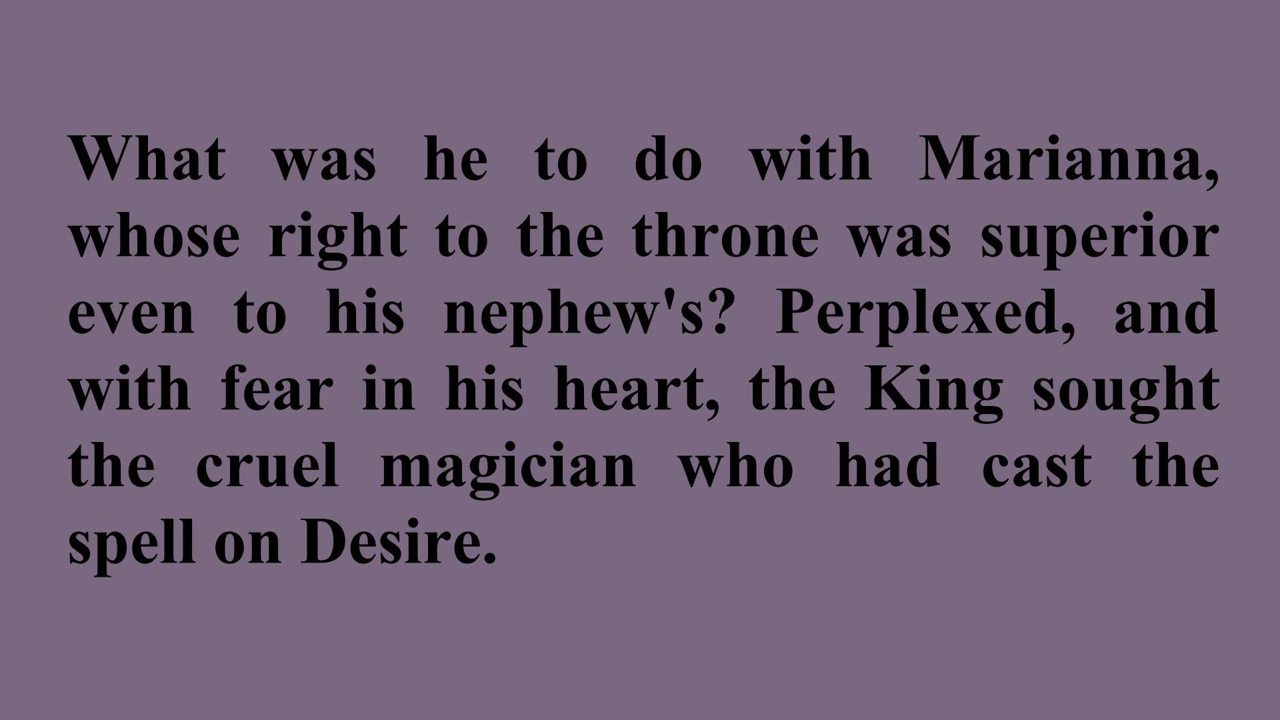 What was he to do with Marianna,
whose right to the throne was superior
even to his nephew's? Perplexed, and
with fear in his heart, the King sought
the cruel magician who had cast the
spell on Desire.